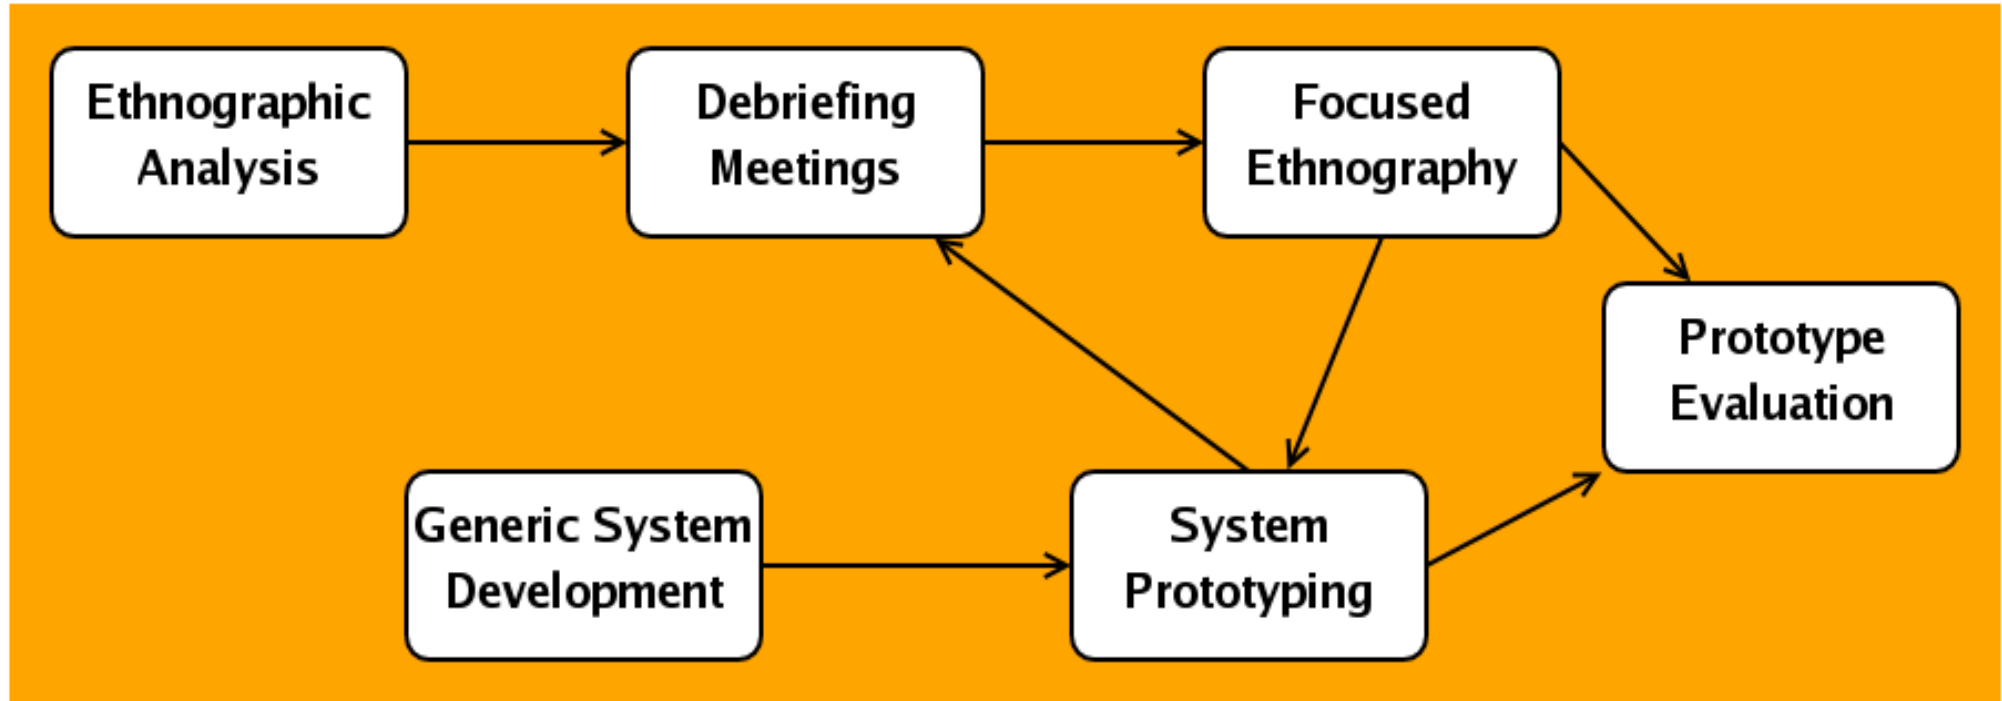 Ethnographic
Analysis
Debriefing
Meetings
Focused
Ethnography
Prototype
Evaluation
Generic System
Development
System
Prototyping